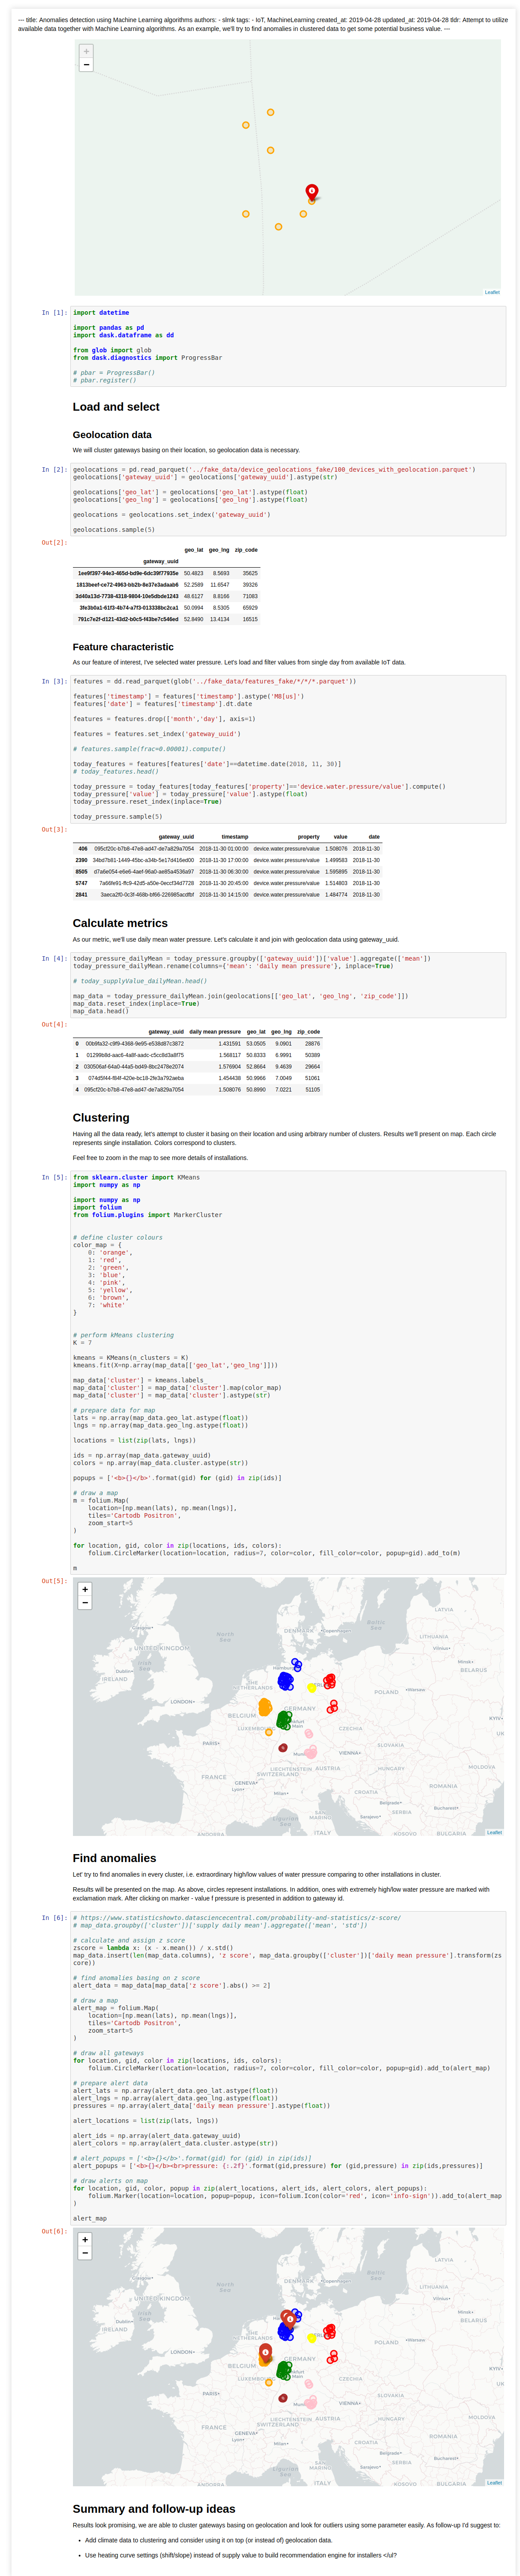 --- title: Anomalies detection using Machine Learning algorithms authors: - slmk tags: - IoT, MachineLearning created_at: 2019-04-28 updated_at: 2019-04-28 tldr: Attempt to utilize
available data together with Machine Learning algorithms. As an example, we'll try to find anomalies in clustered data to get some potential business value. ---
+
−
Leaflet
In [1]:
import datetime
import pandas as pd
import dask.dataframe as dd
from glob import glob
from dask.diagnostics import ProgressBar
# pbar = ProgressBar()
# pbar.register()
Load and select
Geolocation data
We will cluster gateways basing on their location, so geolocation data is necessary.
In [2]:
geolocations = pd.read_parquet('../fake_data/device_geolocations_fake/100_devices_with_geolocation.parquet')
geolocations['gateway_uuid'] = geolocations['gateway_uuid'].astype(str)
geolocations['geo_lat'] = geolocations['geo_lat'].astype(float)
geolocations['geo_lng'] = geolocations['geo_lng'].astype(float)
geolocations = geolocations.set_index('gateway_uuid')
geolocations.sample(5)
Out[2]:
geo_lat geo_lng zip_code
gateway_uuid
1ee9f397-94e3-465d-bd9e-6dc39f77935e 50.4823 8.5693 35625
1813beef-ce72-4963-bb2b-8e37e3adaab6 52.2589 11.6547 39326
3d40a13d-7738-4318-9804-10e5dbde1243 48.6127 8.8166 71083
3fe3b0a1-61f3-4b74-a7f3-013338bc2ca1 50.0994 8.5305 65929
791c7e2f-d121-43d2-b0c5-f43be7c546ed 52.8490 13.4134 16515
Feature characteristic
As our feature of interest, I've selected water pressure. Let's load and filter values from single day from available IoT data.
In [3]:
features = dd.read_parquet(glob('../fake_data/features_fake/*/*/*.parquet'))
features['timestamp'] = features['timestamp'].astype('M8[us]')
features['date'] = features['timestamp'].dt.date
features = features.drop(['month','day'], axis=1)
features = features.set_index('gateway_uuid')
# features.sample(frac=0.00001).compute()
today_features = features[features['date']==datetime.date(2018, 11, 30)]
# today_features.head()
today_pressure = today_features[today_features['property']=='device.water.pressure/value'].compute()
today_pressure['value'] = today_pressure['value'].astype(float)
today_pressure.reset_index(inplace=True)
today_pressure.sample(5)
Out[3]:
gateway_uuid timestamp property value date
406 095cf20c-b7b8-47e8-ad47-de7a829a7054 2018-11-30 01:00:00 device.water.pressure/value 1.508076 2018-11-30
2380 34bd7b81-1449-45bc-a34b-5e17d416ed00 2018-11-30 17:00:00 device.water.pressure/value 1.499583 2018-11-30
8505 d7a6e054-e6e6-4aef-96a0-ae85a4536a97 2018-11-30 06:30:00 device.water.pressure/value 1.595895 2018-11-30
5747 7a66fe91-ffc9-42d5-a50e-0eccf34d7728 2018-11-30 20:45:00 device.water.pressure/value 1.514803 2018-11-30
2841 3aeca2f0-0c3f-468b-bf66-226985acdfbf 2018-11-30 14:15:00 device.water.pressure/value 1.484774 2018-11-30
Calculate metrics
As our metric, we'll use daily mean water pressure. Let's calculate it and join with geolocation data using gateway_uuid.
In [4]:
today_pressure_dailyMean = today_pressure.groupby(['gateway_uuid'])['value'].aggregate(['mean'])
today_pressure_dailyMean.rename(columns={'mean': 'daily mean pressure'}, inplace=True)
# today_supplyValue_dailyMean.head()
map_data = today_pressure_dailyMean.join(geolocations[['geo_lat', 'geo_lng', 'zip_code']])
map_data.reset_index(inplace=True)
map_data.head()
Out[4]:
gateway_uuid daily mean pressure geo_lat geo_lng zip_code
0 00b9fa32-c9f9-4368-9e95-e538d87c3872 1.431591 53.0505 9.0901 28876
1 01299b8d-aac6-4a8f-aadc-c5cc8d3a8f75 1.568117 50.8333 6.9991 50389
2 030506af-64a0-44a5-bd49-8bc2478e2074 1.576904 52.8664 9.4639 29664
3 074d5f44-f84f-420e-bc18-2fe3a792aeba 1.454438 50.9966 7.0049 51061
4 095cf20c-b7b8-47e8-ad47-de7a829a7054 1.508076 50.8990 7.0221 51105
Clustering
Having all the data ready, let's attempt to cluster it basing on their location and using arbitrary number of clusters. Results we'll present on map. Each circle
represents single installation. Colors correspond to clusters.
Feel free to zoom in the map to see more details of installations.
In [5]:
from sklearn.cluster import KMeans
import numpy as np
import numpy as np
import folium
from folium.plugins import MarkerCluster
# define cluster colours
color_map = {
0: 'orange',
1: 'red',
2: 'green',
3: 'blue',
4: 'pink',
5: 'yellow',
6: 'brown',
7: 'white'
}
# perform kMeans clustering
K = 7
kmeans = KMeans(n_clusters = K)
kmeans.fit(X=np.array(map_data[['geo_lat','geo_lng']]))
map_data['cluster'] = kmeans.labels_
map_data['cluster'] = map_data['cluster'].map(color_map)
map_data['cluster'] = map_data['cluster'].astype(str)
# prepare data for map
lats = np.array(map_data.geo_lat.astype(float))
lngs = np.array(map_data.geo_lng.astype(float))
locations = list(zip(lats, lngs))
ids = np.array(map_data.gateway_uuid)
colors = np.array(map_data.cluster.astype(str))
popups = ['<b>{}</b>'.format(gid) for (gid) in zip(ids)]
# draw a map
m = folium.Map(
location=[np.mean(lats), np.mean(lngs)],
tiles='Cartodb Positron',
zoom_start=5
)
for location, gid, color in zip(locations, ids, colors):
folium.CircleMarker(location=location, radius=7, color=color, fill_color=color, popup=gid).add_to(m)
m
Out[5]:
+
−
LATVIA
North
Sea
DENMARK
Baltic
Sea
LITHUANIA
UNITED KINGDOM
Vilnius
Irish
Sea
Dublin
IRELAND
Hamburg
Minsk
BELARUS
THE
NETHERLANDS
POLAND
LONDON
BELGIUM
GERMANY
LUXEMBOURG
CZECHIA
KYIV
PARIS
SLOVAKIA
VIENNA
LIECHTENSTEIN AUSTRIA
HUNGARY
MOLDOVA
FRANCE
SWITZERLAND
GENEVA
Lyon
Milan
CROATIA
ROMANIA
Belgrade
Bucharest
SERBIA
Ligurian
Sea
Sarajevo
ANDORRA
ITALY
KOSOVO
BULGARIA
Leaflet
Find anomalies
Let' try to find anomalies in every cluster, i.e. extraordinary high/low values of water pressure comparing to other installations in cluster.
Results will be presented on the map. As above, circles represent installations. In addition, ones with extremely high/low water pressure are marked with
exclamation mark. After clicking on marker - value f pressure is presented in addition to gateway id.
In [6]:
# https://www.statisticshowto.datasciencecentral.com/probability-and-statistics/z-score/
# map_data.groupby(['cluster'])['supply daily mean'].aggregate(['mean', 'std'])
# calculate and assign z score
zscore = lambda x: (x - x.mean()) / x.std()
map_data.insert(len(map_data.columns), 'z score', map_data.groupby(['cluster'])['daily mean pressure'].transform(zs
core))
# find anomalies basing on z score
alert_data = map_data[map_data['z score'].abs() >= 2]
# draw a map
alert_map = folium.Map(
location=[np.mean(lats), np.mean(lngs)],
tiles='Cartodb Positron',
zoom_start=5
)
# draw all gateways
for location, gid, color in zip(locations, ids, colors):
folium.CircleMarker(location=location, radius=7, color=color, fill_color=color, popup=gid).add_to(alert_map)
# prepare alert data
alert_lats = np.array(alert_data.geo_lat.astype(float))
alert_lngs = np.array(alert_data.geo_lng.astype(float))
pressures = np.array(alert_data['daily mean pressure'].astype(float))
alert_locations = list(zip(lats, lngs))
alert_ids = np.array(alert_data.gateway_uuid)
alert_colors = np.array(alert_data.cluster.astype(str))
# alert_popups = ['<b>{}</b>'.format(gid) for (gid) in zip(ids)]
alert_popups = ['<b>{}</b><br>pressure: {:.2f}'.format(gid,pressure) for (gid,pressure) in zip(ids,pressures)]
# draw alerts on map
for location, gid, color, popup in zip(alert_locations, alert_ids, alert_colors, alert_popups):
folium.Marker(location=location, popup=popup, icon=folium.Icon(color='red', icon='info-sign')).add_to(alert_map
)
alert_map
Out[6]:
+
−
LATVIA
North
Sea
DENMARK
Baltic
Sea
LITHUANIA
UNITED KINGDOM
Vilnius
Irish
Sea
Dublin
IRELAND
Minsk
BELARUS
THE
NETHERLANDS
POLAND
LONDON
BELGIUM
GERMANY
LUXEMBOURG
CZECHIA
KYIV
PARIS
SLOVAKIA
VIENNA
LIECHTENSTEIN AUSTRIA
HUNGARY
MOLDOVA
FRANCE
SWITZERLAND
GENEVA
Lyon
Milan
CROATIA
ROMANIA
Belgrade
Bucharest
SERBIA
Ligurian
Sea
Sarajevo
ANDORRA
ITALY
KOSOVO
BULGARIA
Leaflet
Summary and follow-up ideas
Results look promising, we are able to cluster gateways basing on geolocation and look for outliers using some parameter easily. As follow-up I'd suggest to:
• Add climate data to clustering and consider using it on top (or instead of) geolocation data.
• Use heating curve settings (shift/slope) instead of supply value to build recommendation engine for installers </ul?